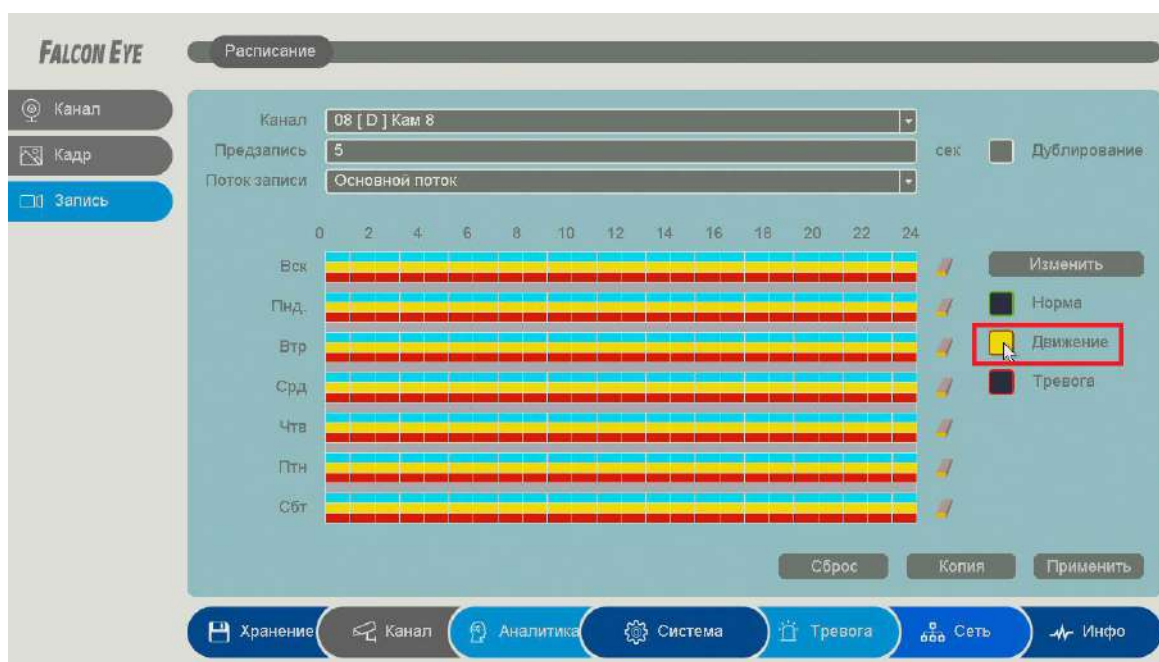 FALCON EYE
Расписание
Канал
Кадр
Запись
Канал 08 [ D ] Кам 8
Предзапись 5 сек Дублирование
Поток записи Основной поток
0 2 4 6 8 10 12 14 16 18 20 22 24
Вск Изменить
Пнд. Норма
Втр Движение
Срд Тревога
Чтв
Птн
Сбт
Сброс Копия Применить
Хранение Канал Аналитика Система Тревога Сеть Инфо